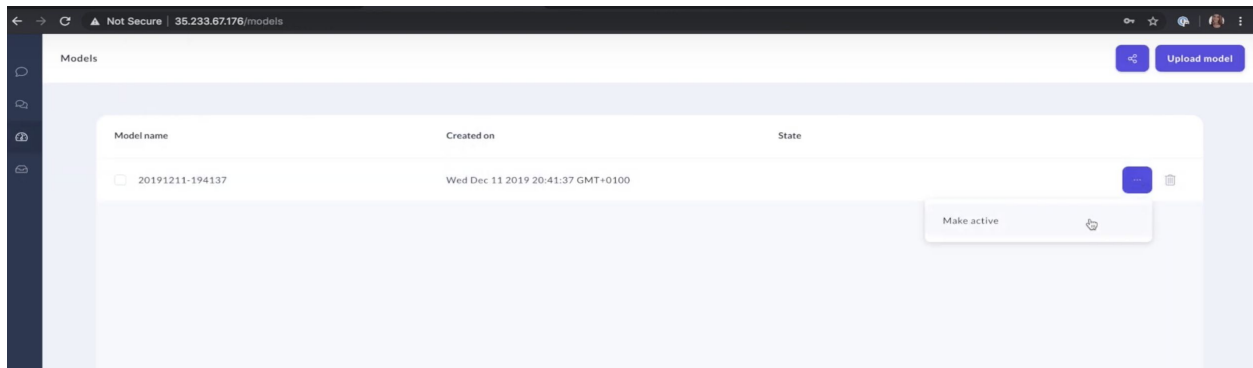 Not Secure | 35.233.67.176/models
Models
Upload model
Model name Created on State
20191211-194137 Wed Dec 11 2019 20:41:37 GMT+0100
Make active